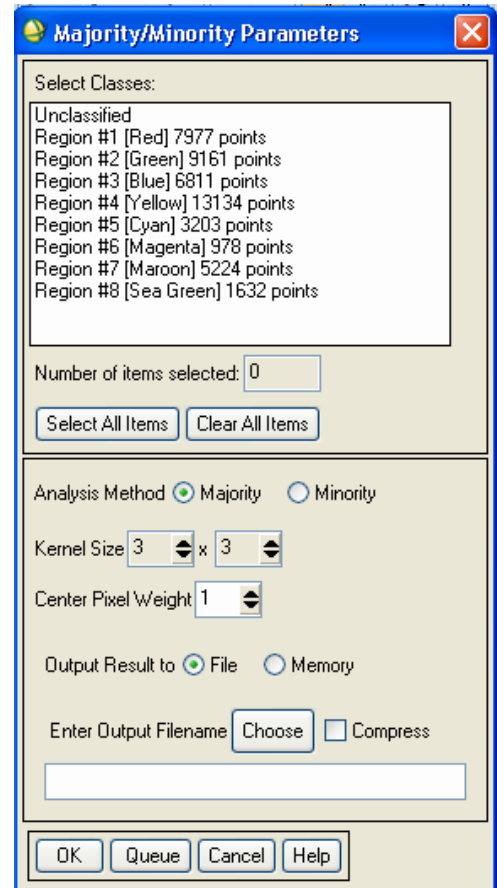 Majority/Minority Parameters
Select Classes:
Unclassified
Region #1 [Red] 7977 points
Region #2 [Green] 9161 points
Region #3 [Blue] 6811 points
Region #4 [Yellow] 13134 points
Region #5 [Cyan] 3203 points
Region #6 [Magenta] 978 points
Region #7 [Maroon] 5224 points
Region #8 [Sea Green] 1632 points
Number of items selected: 0
Select All Items Clear All Items
Analysis Method Majority Minority
Kernel Size 3 x 3
Center Pixel Weight 1
Output Result to File Memory
Enter Output Filename Choose Compress
OK Queue Cancel Help